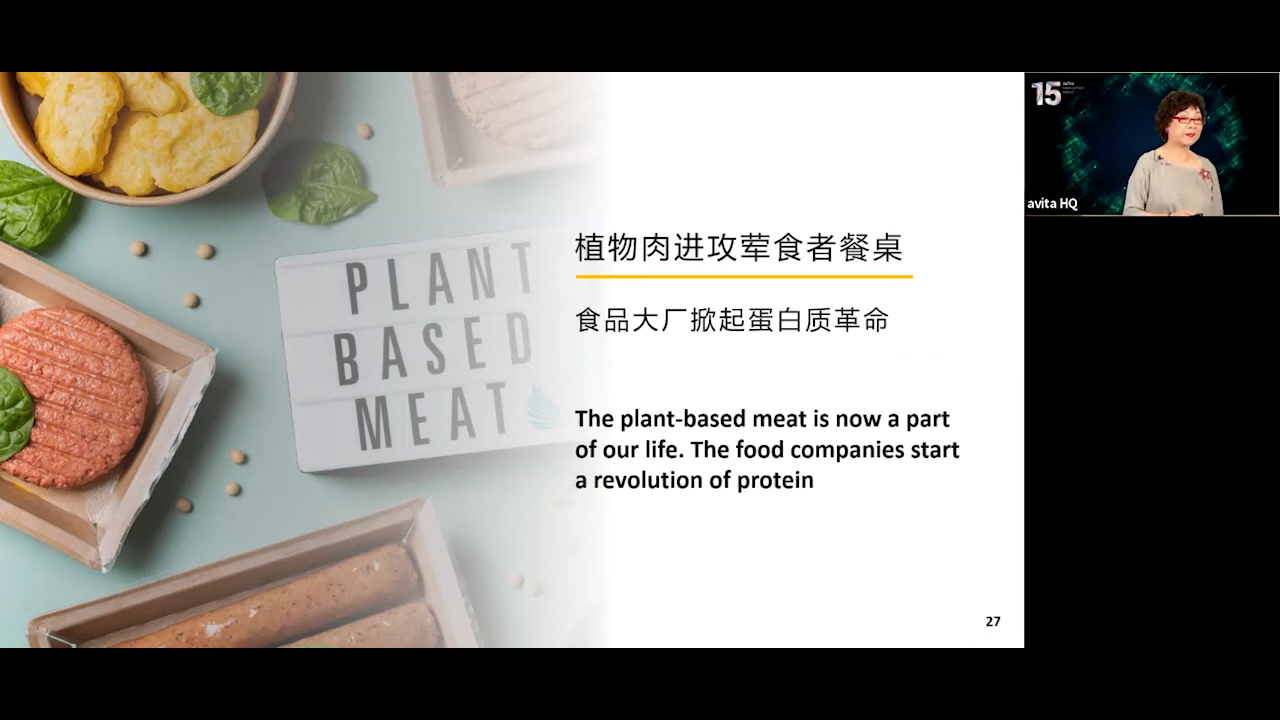 PLANT
BASED
MEAT
植物肉进攻荤食者餐桌
食品大厂掀起蛋白质革命
The plant-based meat is now a part
of our life. The food companies start
a revolution of protein
27
15
avita HQ